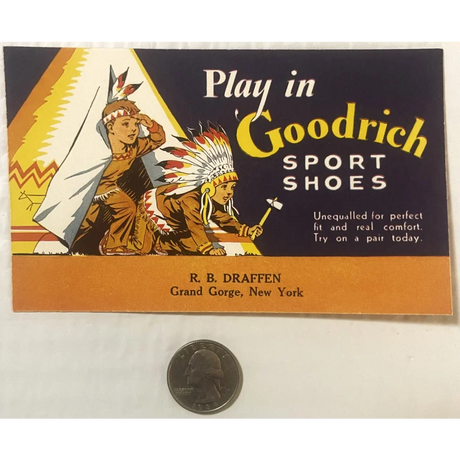 Play in
Goodrich
SPORT
SHOES
Unequalled for perfect
fit and real comfort.
Try on a pair today.
R. B. DRAFFEN
Grand Gorge, New York